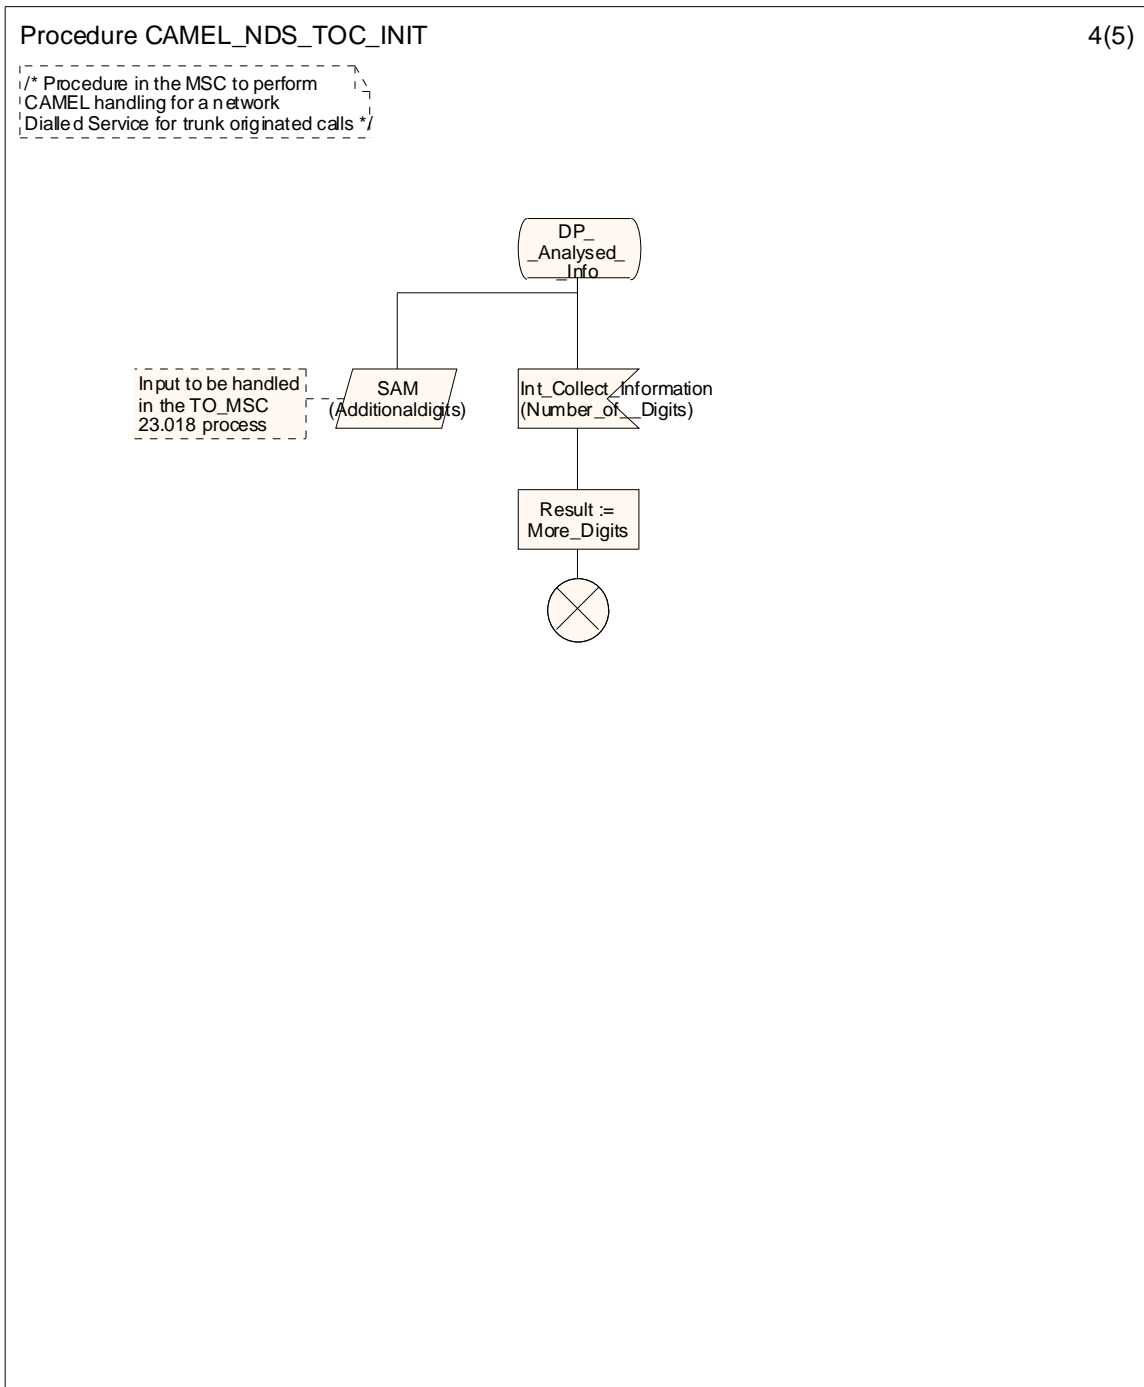 Procedure CAMEL_NDS_TOC_INIT
4(5)
/* Procedure in the MSC to perform
CAMEL handling for a network
Dialled Service for trunk originated calls */
DP_
_Analysed_
_Info
Input to be handled
in the TO_MSC
23.018 process
SAM
(Additionaldigits)
Int_Collect_Information
(Number_of__Digits)
Result :=
More_Digits